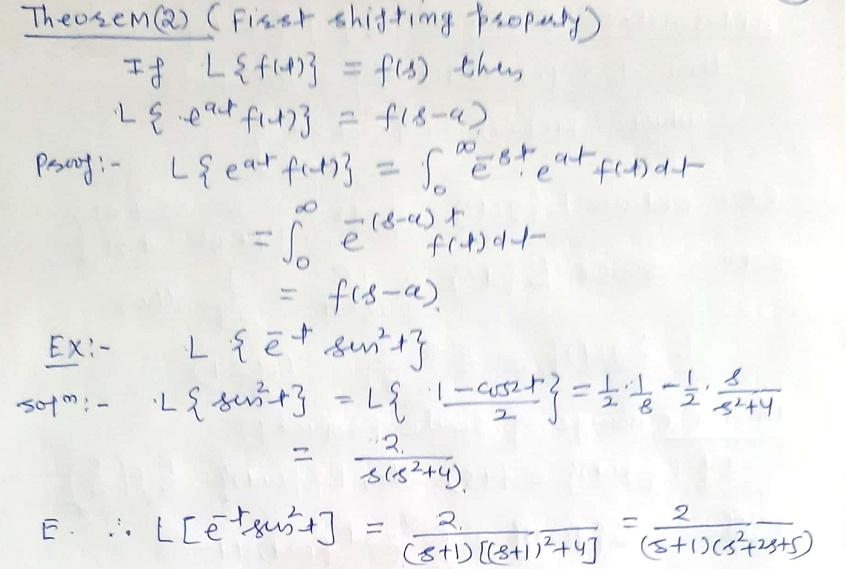 Theorem(2) (First shifting property)
If L{f(t)} = f(s) then
L{e^{at} f(t)} = f(s-a)
Proof:- L{e^{at} f(t)} = ∫_0^∞ e^{-st}. e^{at} f(t) dt
= ∫_0^∞ e^{-(s-a)t} f(t) dt
= f(s-a).
Ex:- L{e^{-t} sin²t}
Sol^n:- L{sin²t} = L{(1-cos2t)/2} = 1/2 · 1/s - 1/2 · s/(s²+4)
= 2/(s(s²+4)).
E. ∴ L[e^{-t} sin²t] = 2/((s+1)[(s+1)²+4]) = 2/((s+1)(s²+2s+5))